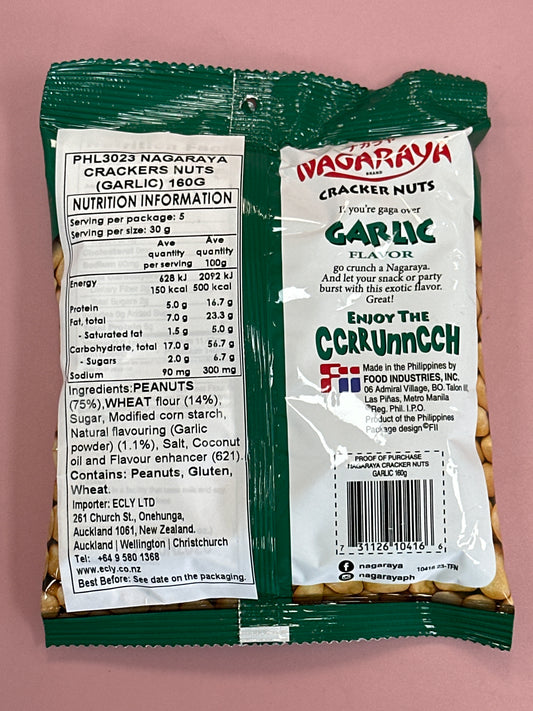 PHL3023 NAGARAYA
CRACKERS NUTS
(GARLIC) 160G
NUTRITION INFORMATION
Serving per package: 5
Serving per size: 30 g
Ave quantity per serving Ave quantity 100g
Energy 628 kJ 2092 kJ
150 kcal 500 kcal
Protein 5.0 g 16.7 g
Fat, total 7.0 g 23.3 g
- Saturated fat 1.5 g 5.0 g
Carbohydrate, total 17.0 g 56.7 g
- Sugars 2.0 g 6.7 g
Sodium 90 mg 300 mg
Ingredients:PEANUTS
(75%),WHEAT flour (14%),
Sugar, Modified corn starch,
Natural flavouring (Garlic
powder) (1.1%), Salt, Coconut
oil and Flavour enhancer (621).
Contains: Peanuts, Gluten,
Wheat.
Importer: ECLY LTD
261 Church St., Onehunga,
Auckland 1061, New Zealand.
Auckland | Wellington | Christchurch
Tel: +64 9 580 1368
www.ecly.co.nz
Best Before: See date on the packaging.
NAGARAYA
BRAND
CRACKER NUTS
If you're gaga over
GARLIC
FLAVOR
go crunch a Nagaraya.
And let your snack or party
burst with this exotic flavor.
Great!
ENJOY THE
CCRRUnnCCH
Fii
Made in the Philippines by
FOOD INDUSTRIES, INC.
06 Admiral Village, BO. Talon III,
Las Piñas, Metro Manila
®Reg. Phil. I.P.O.
Product of the Philippines
Package design ©FII
PROOF OF PURCHASE
NAGARAYA CRACKER NUTS
GARLIC 160g
7 31126 10416 6
nagaraya
nagarayaph
10416 23-TFN